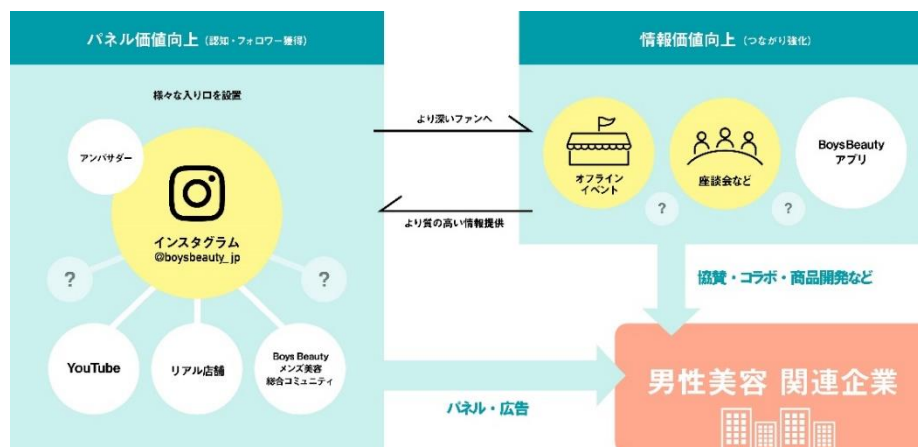 パネル価値向上（認知・フォロワー獲得）
様々な入り口を設置
アンバサダー
インスタグラム
@boysbeauty_jp
?
?
YouTube
リアル店舗
Boys Beauty
メンズ美容
総合コミュニティ
より深いファンへ
より質の高い情報提供
情報価値向上（つながり強化）
オフライン
イベント
座談会など
BoysBeauty
アプリ
?
?
協賛・コラボ・商品開発など
パネル・広告
男性美容 関連企業